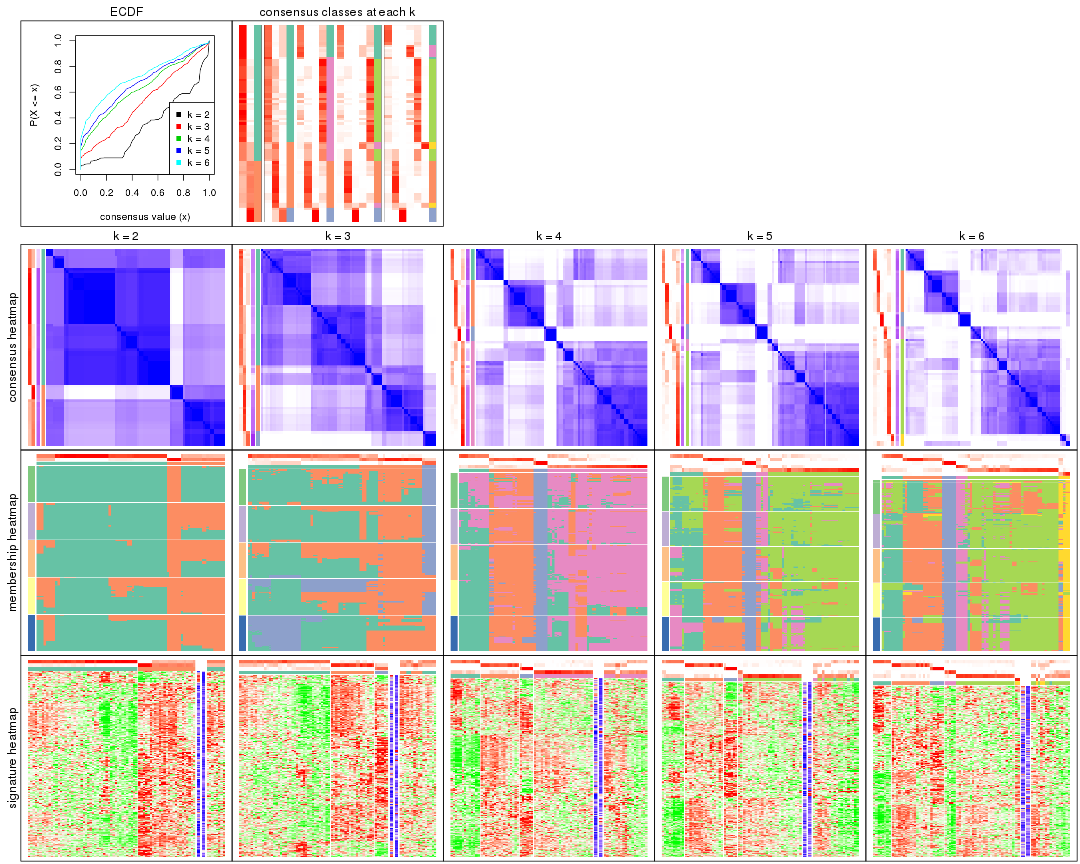 ECDF
consensus classes at each k
P(X <= x)
1.0
0.8
0.6
0.4
0.2
0.0
k = 2
k = 3
k = 4
k = 5
k = 6
0.0 0.2 0.4 0.6 0.8 1.0
consensus value (x)
k = 2
k = 3
k = 4
k = 5
k = 6
consensus heatmap
membership heatmap
signature heatmap